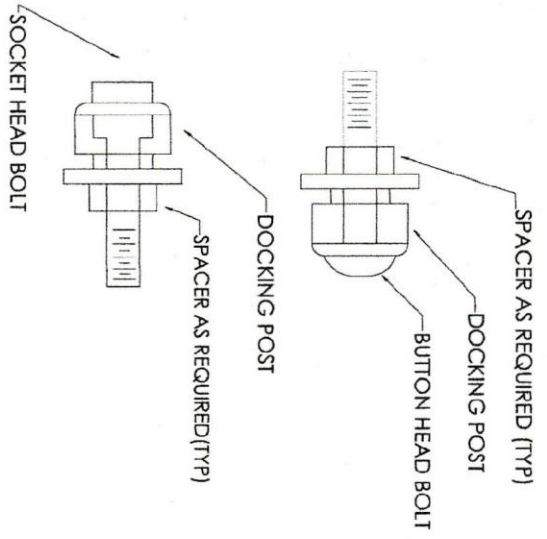 SPACER AS REQUIRED (TYP)
DOCKING POST
BUTTON HEAD BOLT
DOCKING POST
SPACER AS REQUIRED(TYP)
SOCKET HEAD BOLT